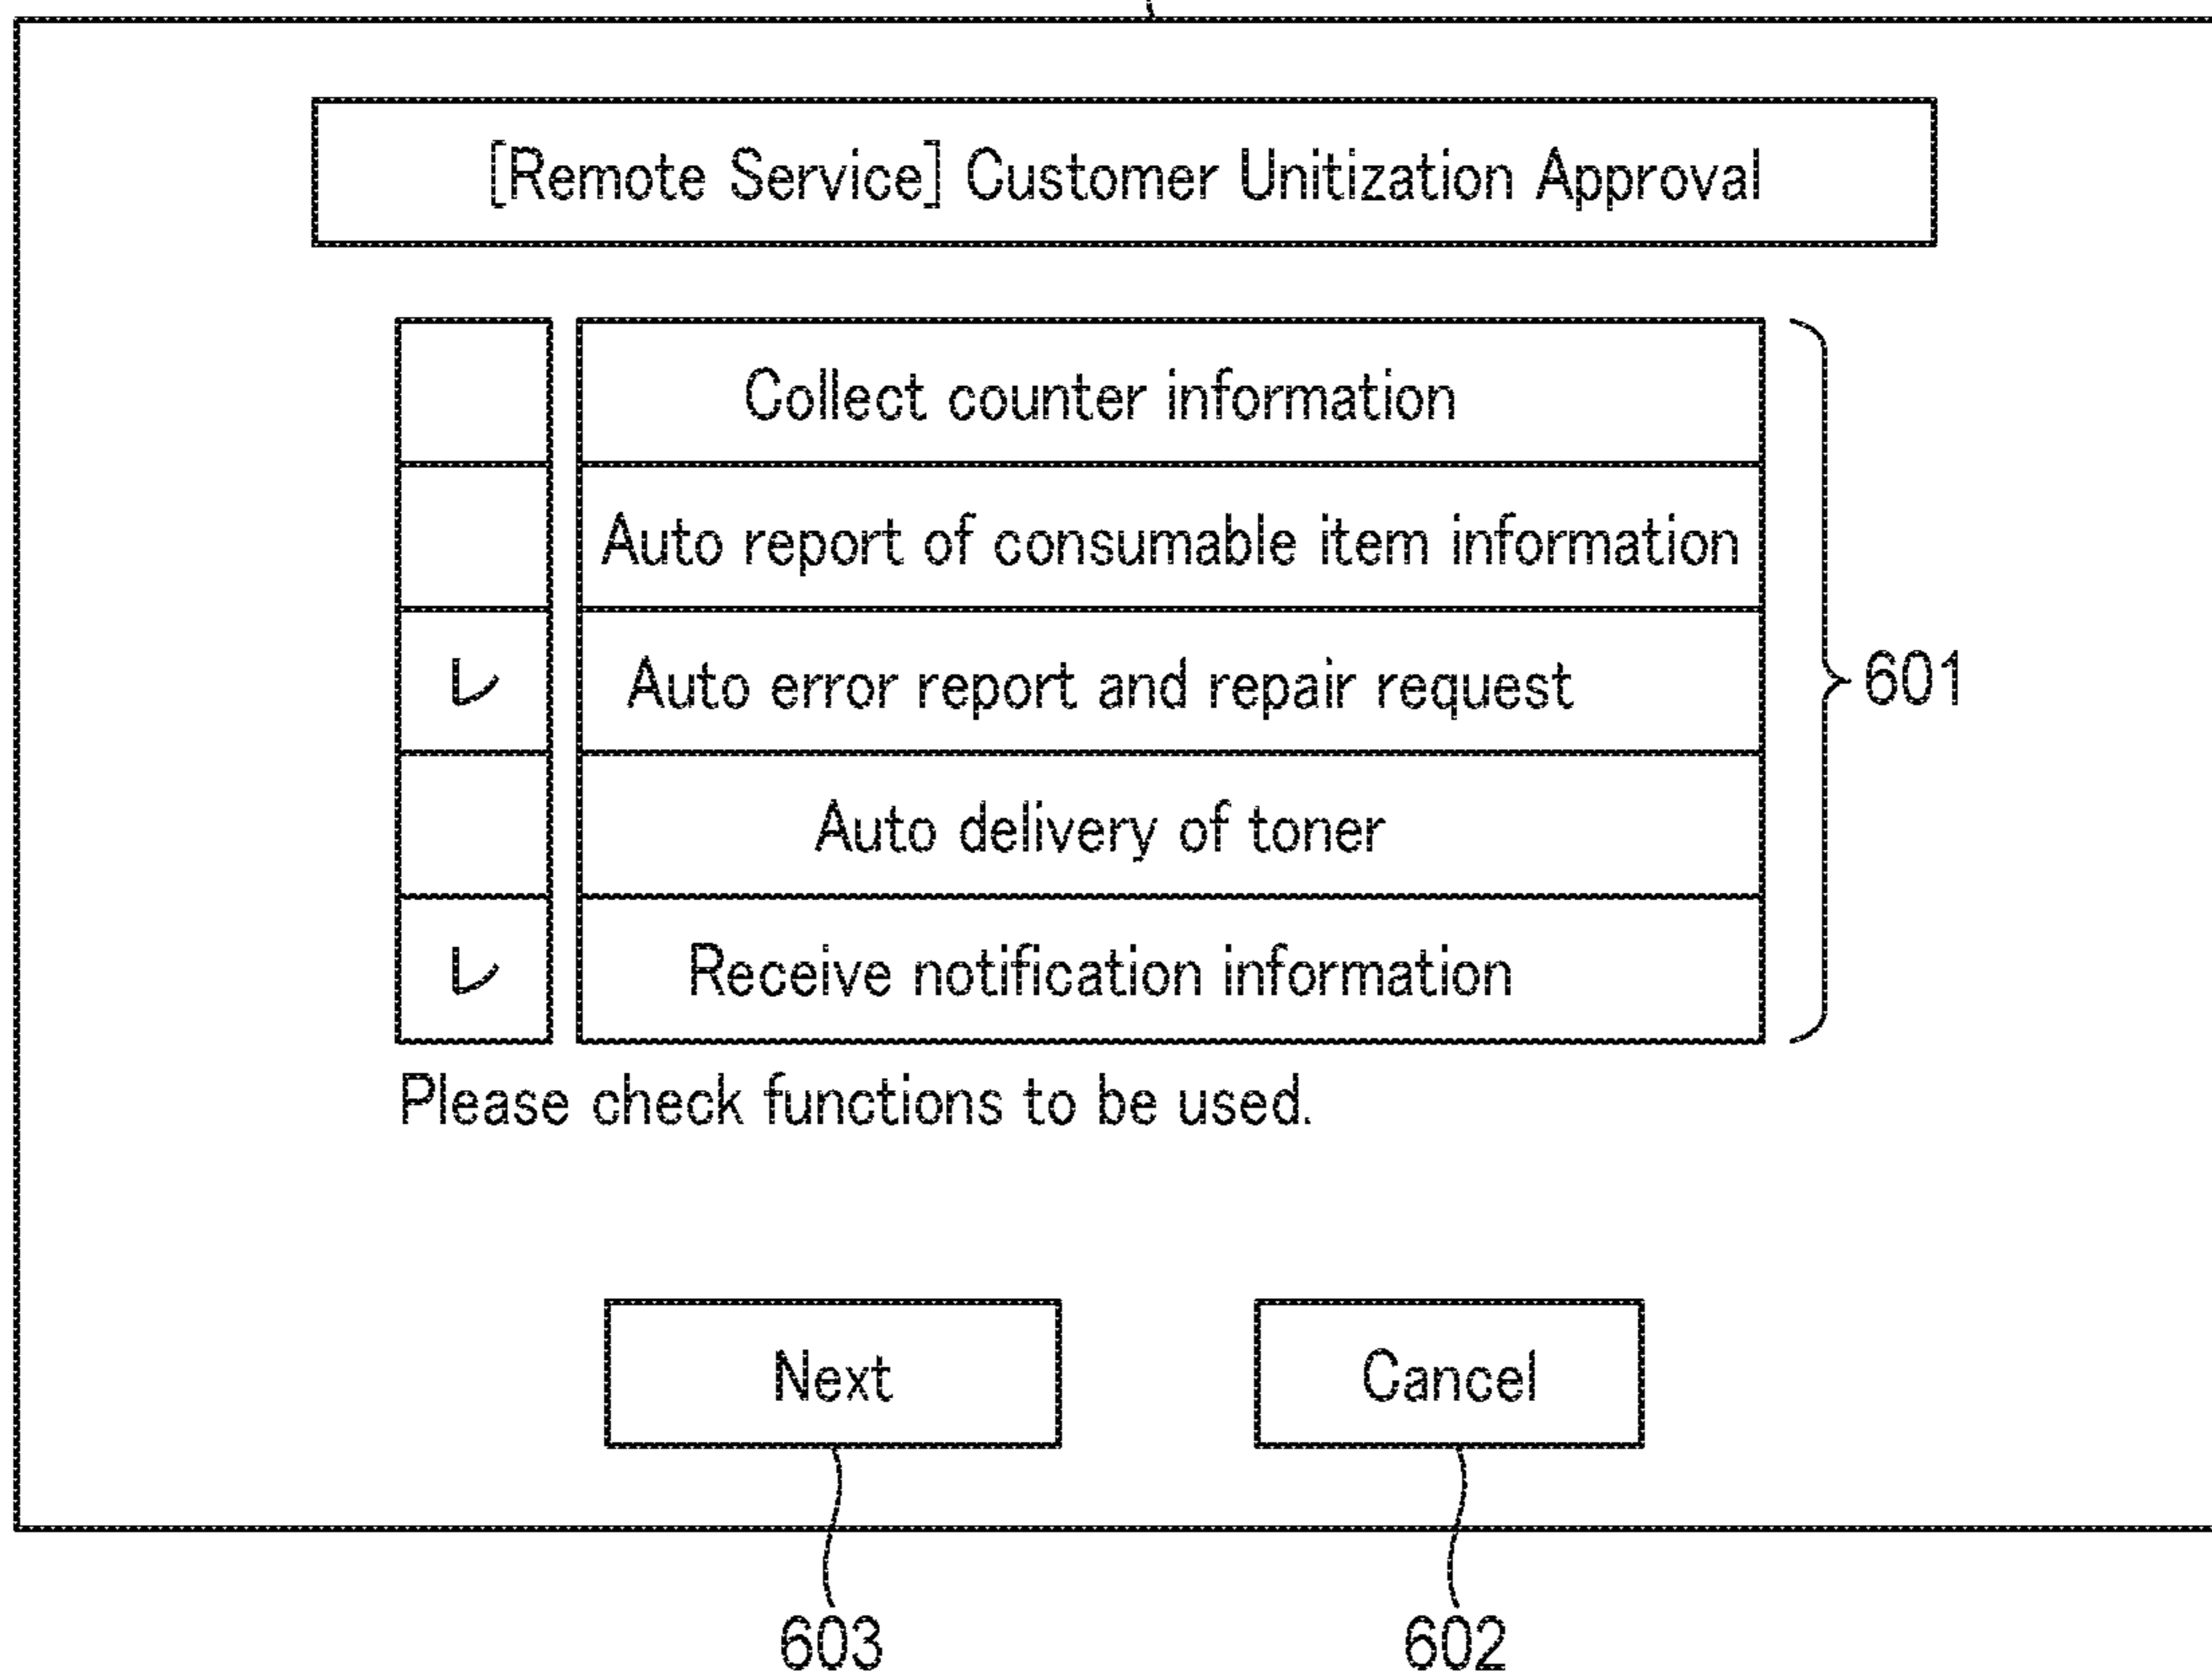 [Remote Service] Customer Unitization Approval
Collect counter information
Auto report of consumable item information
Auto error report and repair request
Auto delivery of toner
Receive notification information
601
Please check functions to be used.
Next
Cancel
603
602